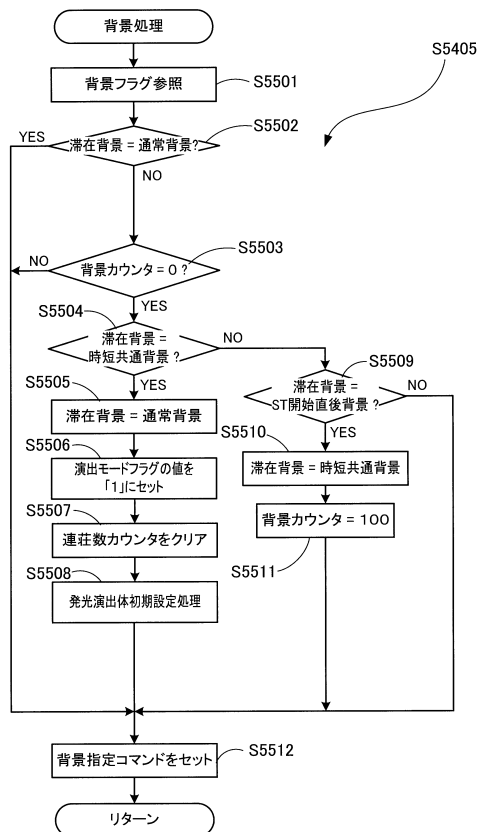 背景処理
S5405
背景フラグ参照
S5501
S5502
YES
滞在背景＝通常背景?
NO
S5503
NO
背景カウンタ＝0？
YES
S5504
滞在背景＝
時短共通背景？
NO
YES
S5509
滞在背景＝
ST開始直後背景？
NO
YES
S5505
滞在背景＝通常背景
S5510
滞在背景＝時短共通背景
S5506
演出モードフラグの値を
「1」にセット
背景カウンタ＝100
S5511
S5507
連荘数カウンタをクリア
S5508
発光演出体初期設定処理
背景指定コマンドをセット
S5512
リターン